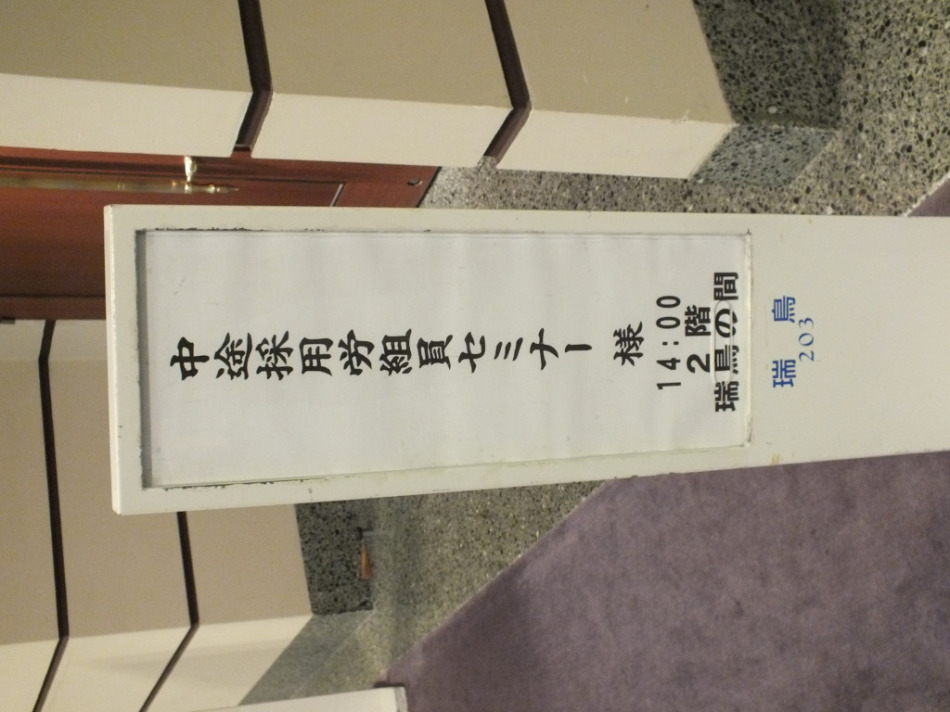 中途採用労組員セミナー 様
14:00
2階
瑞鳥の間
瑞鳥
203